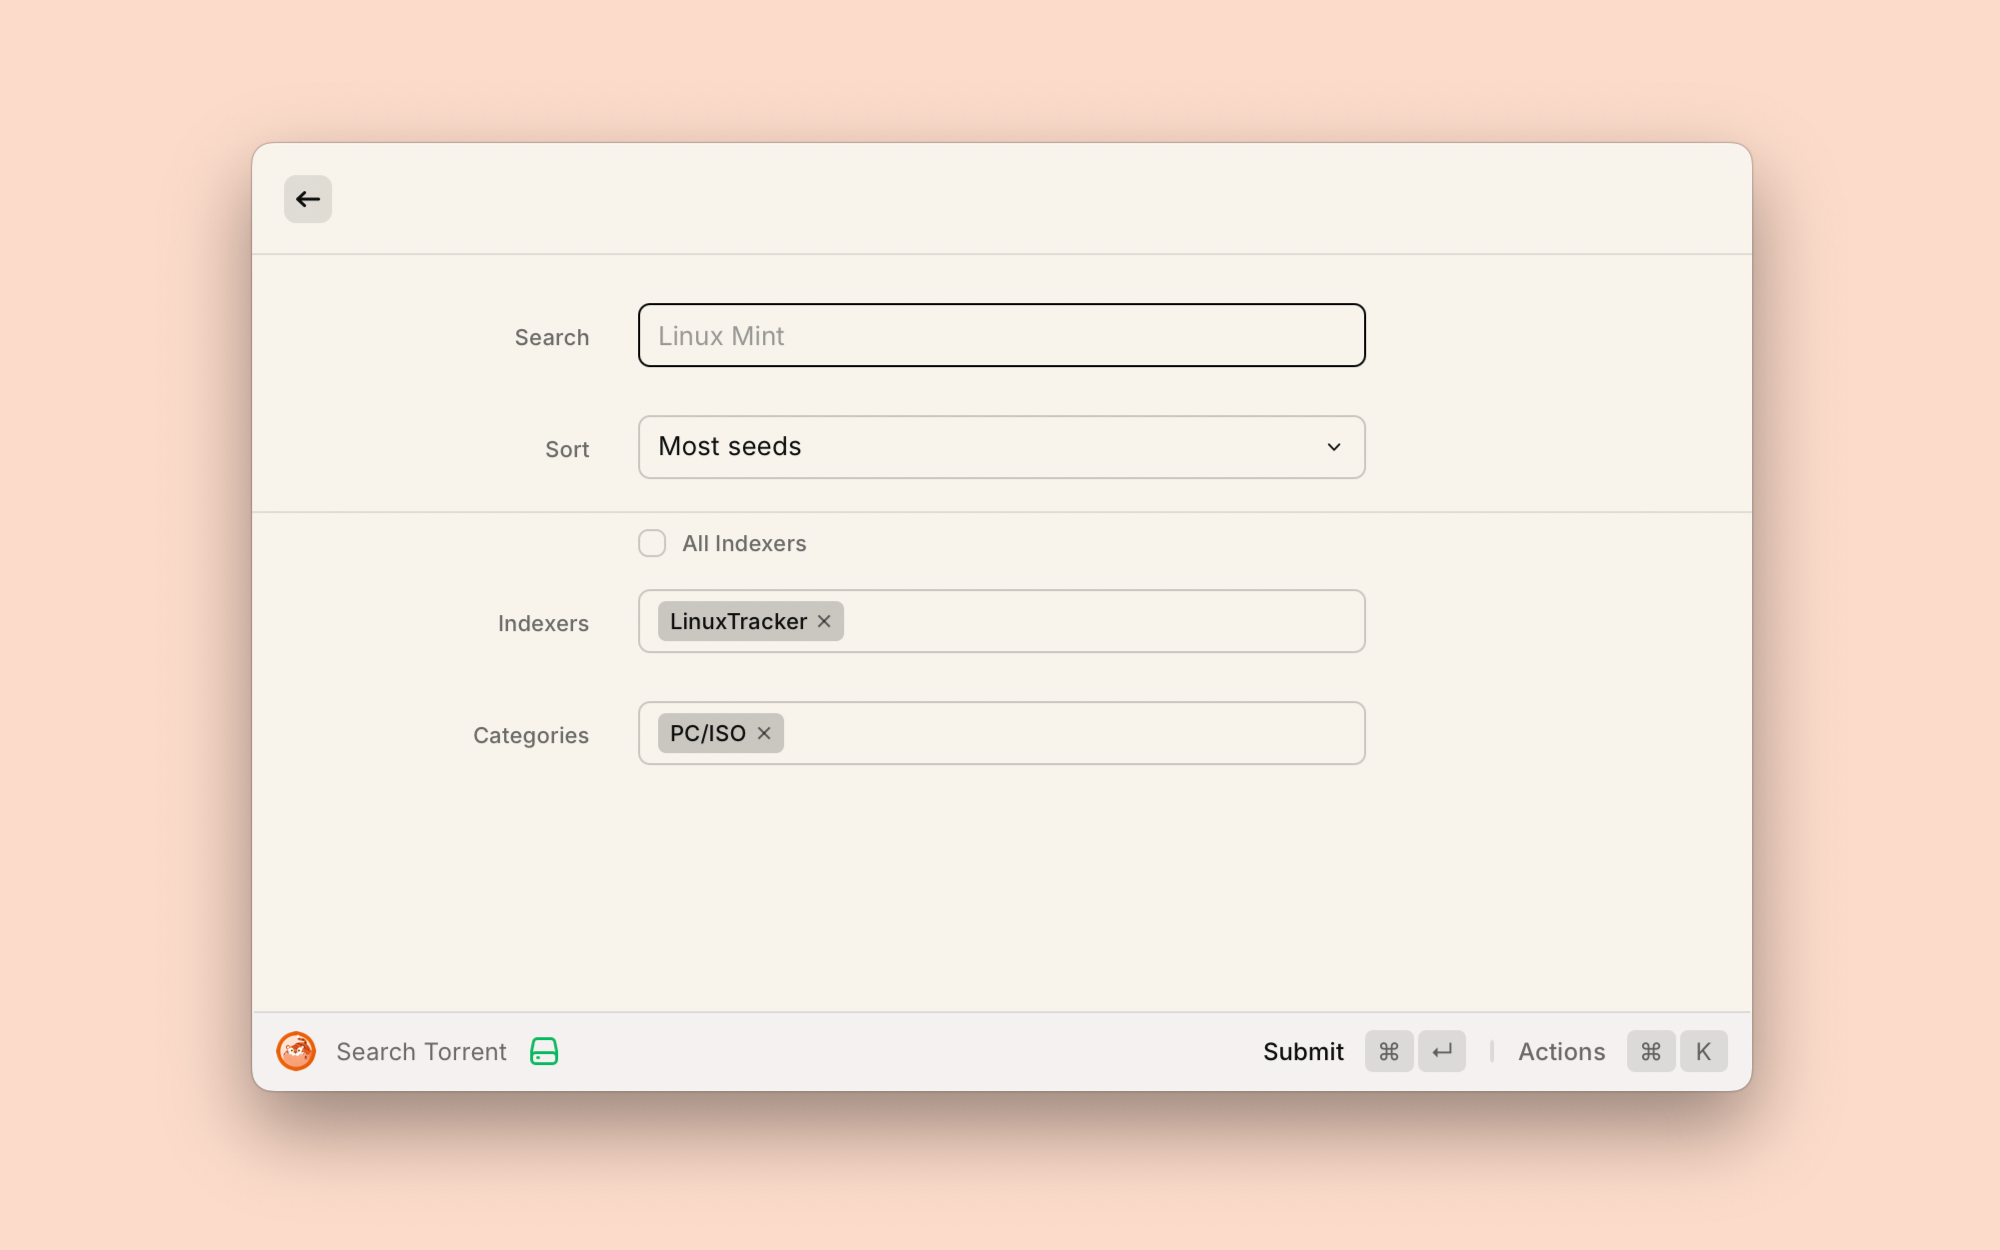 Search
Linux Mint
Sort
Most seeds
All Indexers
Indexers
LinuxTracker ×
Categories
PC/ISO ×
Search Torrent
Submit ⌘ ↵ | Actions ⌘ K